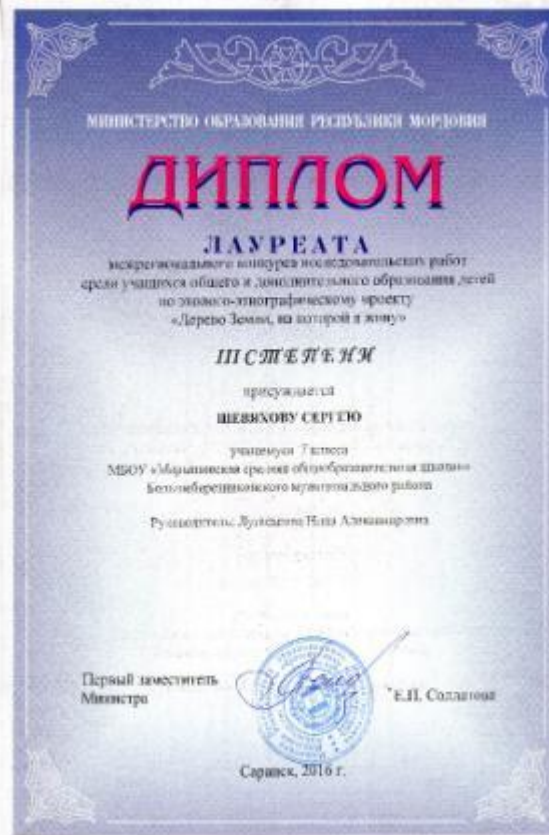 МИНИСТЕРСТВО ОБРАЗОВАНИЯ РЕСПУБЛИКИ МОРДОВИЯ
ДИПЛОМ
ЛАУРЕАТА
межрегионального конкурса исследовательских работ
среди учащихся общего и дополнительного образования детей
по эколого-этнографическому проекту
«Дерево Земли, на которой я живу»
III СТЕПЕНИ
присуждается
ШЕВЯХОВУ СЕРГЕЮ
учащемуся 7 класса
МБОУ « средняя общеобразовательная школа»
Большеберезниковского муниципального района
Руководитель: Нина Александровна
Первый заместитель
Министра
Е.П. Солдатова
Саранск, 2016 г.